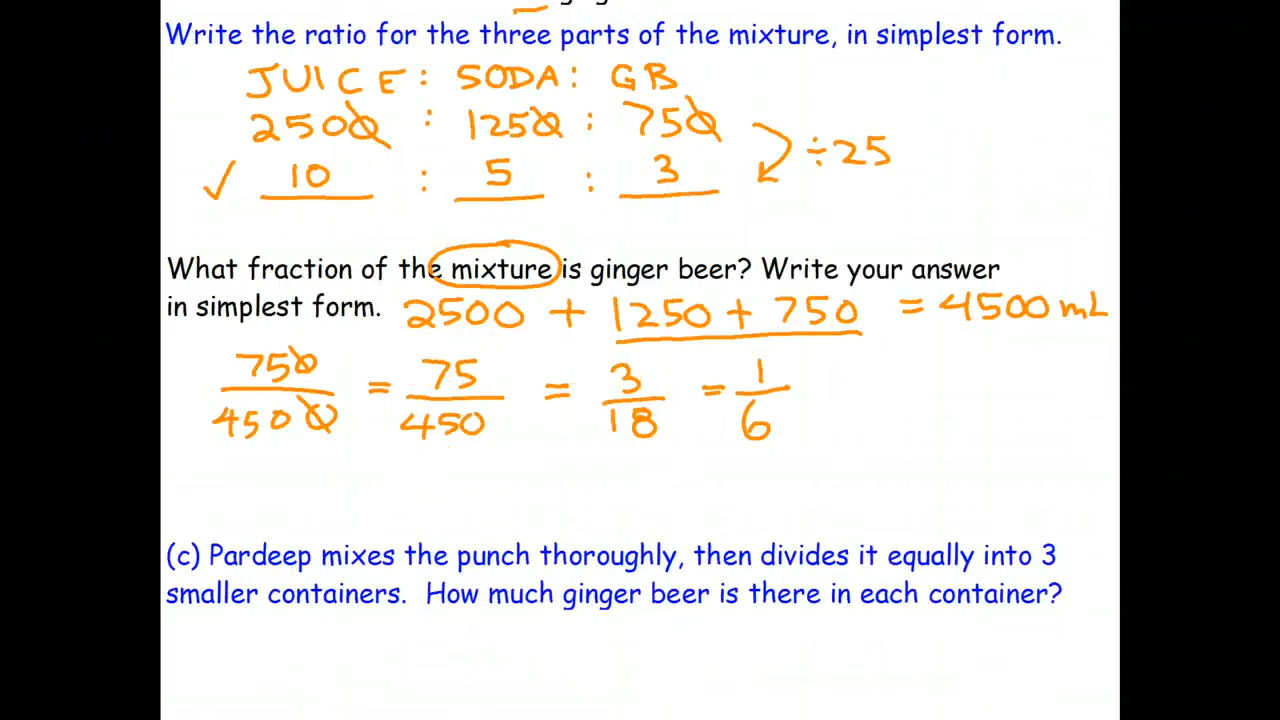 Write the ratio for the three parts of the mixture, in simplest form.
JUICE : SODA : GB
2500 : 1250 : 750
✓ 10 : 5 : 3 ÷25
What fraction of the mixture is ginger beer? Write your answer
in simplest form. 2500 + 1250 + 750 = 4500 mL
750/4500 = 75/450 = 3/18 = 1/6
(c) Pardeep mixes the punch thoroughly, then divides it equally into 3
smaller containers. How much ginger beer is there in each container?